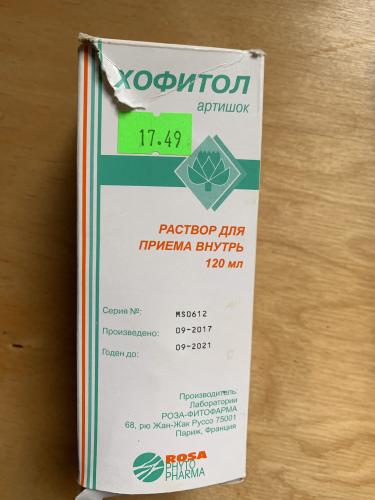 ХОФИТОЛ
артишок
17.49
РАСТВОР ДЛЯ
ПРИЕМА ВНУТРЬ
120 мл
Серия №: MS0612
Произведено: 09-2017
Годен до: 09-2021
Производитель:
Лаборатории
РОЗА-ФИТОФАРМА
68, рю Жан-Жак Руссо 75001
Париж, Франция
ROSA
PHYTO
PHARMA